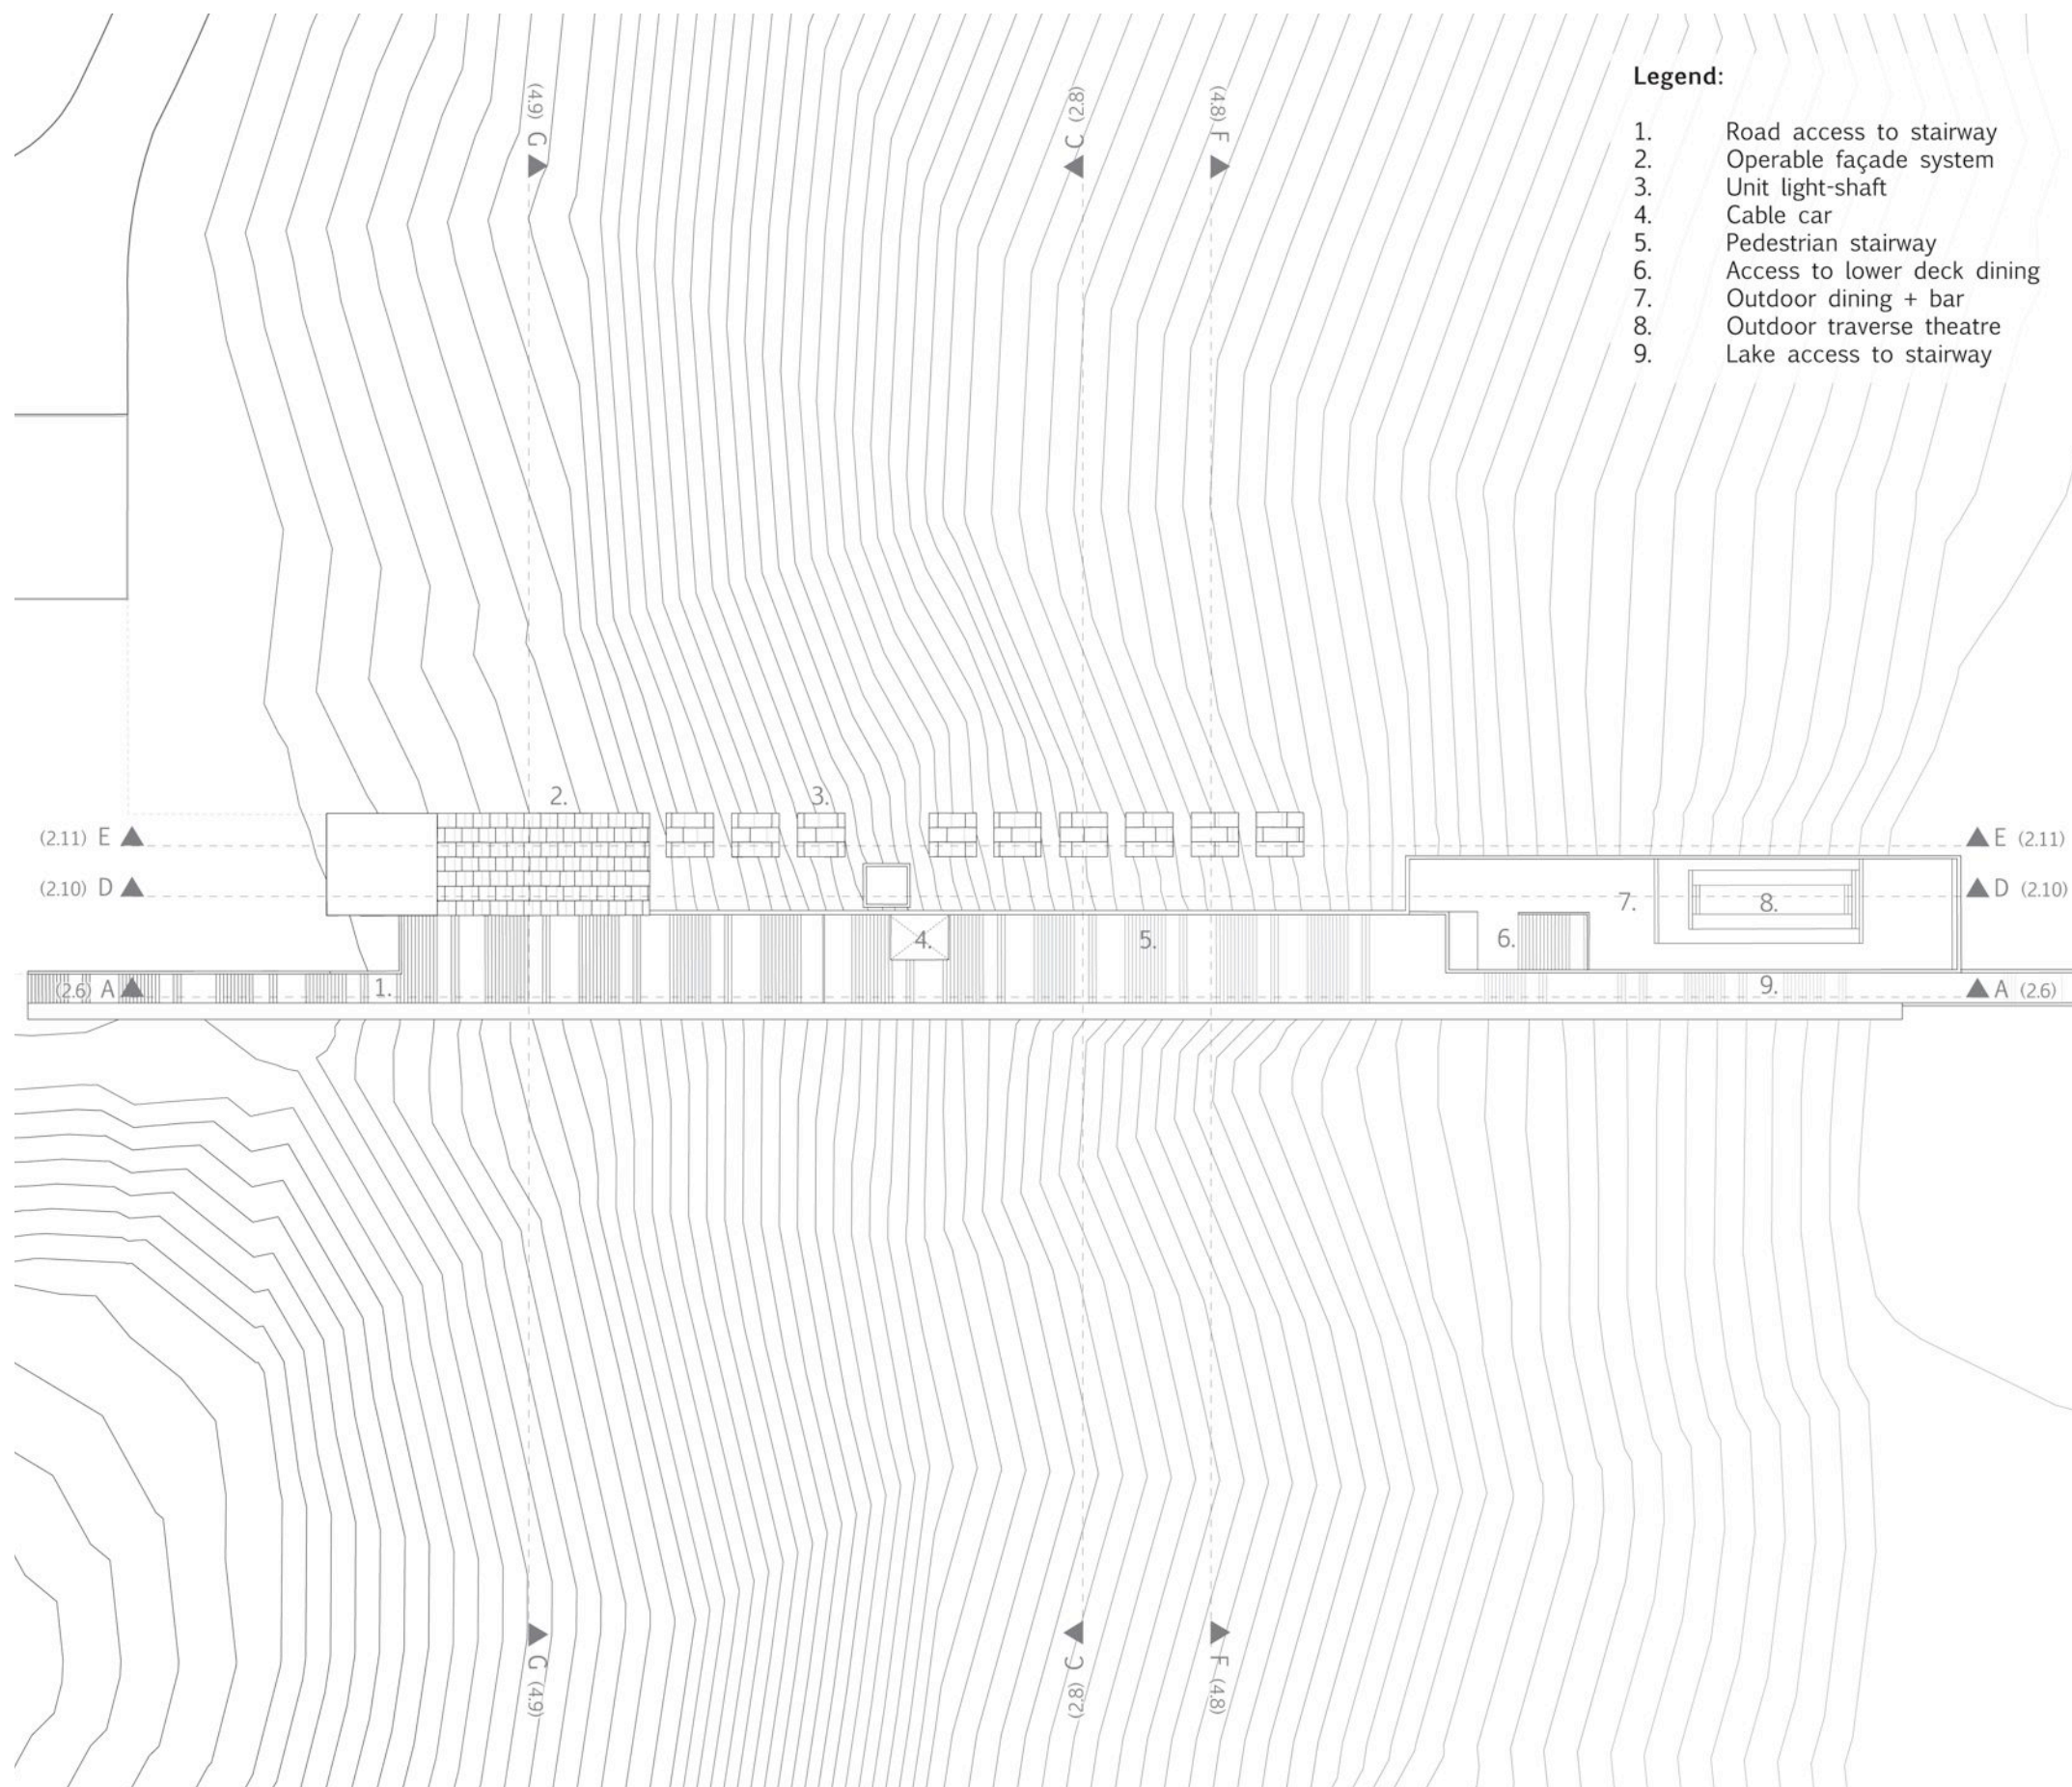 (4.9) G
C (2.8)
(4.8) F
Legend:
1. Road access to stairway
2. Operable façade system
3. Unit light-shaft
4. Cable car
5. Pedestrian stairway
6. Access to lower deck dining
7. Outdoor dining + bar
8. Outdoor traverse theatre
9. Lake access to stairway
2.
3.
(2.11) E
E (2.11)
(2.10) D
7.
8.
D (2.10)
4.
5.
6.
(2.6) A
1.
9.
A (2.6)
G (4.9)
C (2.8)
F (4.8)